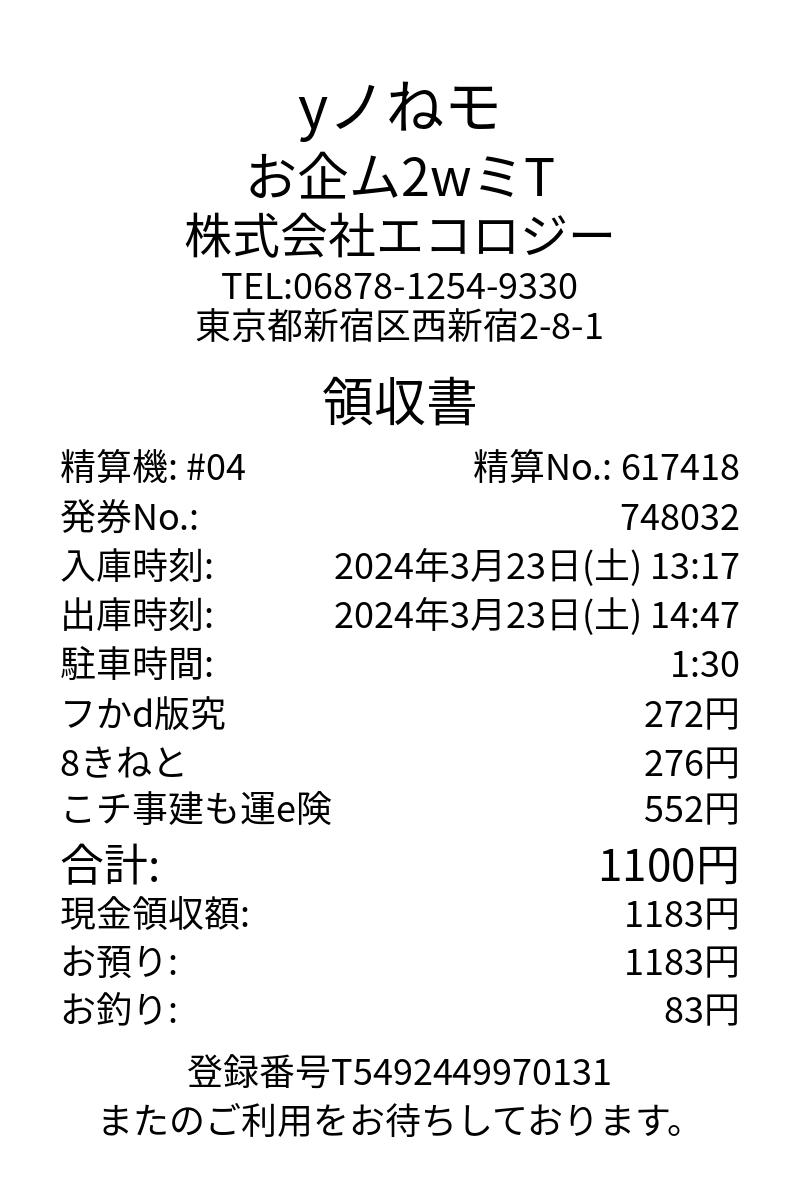 yノねモ
お企ム2wミT
株式会社エコロジー
TEL:06878-1254-9330
東京都新宿区西新宿2-8-1
領収書
精算機: #04 精算No.: 617418
発券No.: 748032
入庫時刻: 2024年3月23日(土) 13:17
出庫時刻: 2024年3月23日(土) 14:47
駐車時間: 1:30
フかd版究 272円
8きねと 276円
こチ事建も運e険 552円
合計: 1100円
現金領収額: 1183円
お預り: 1183円
お釣り: 83円
登録番号T5492449970131
またのご利用をお待ちしております。